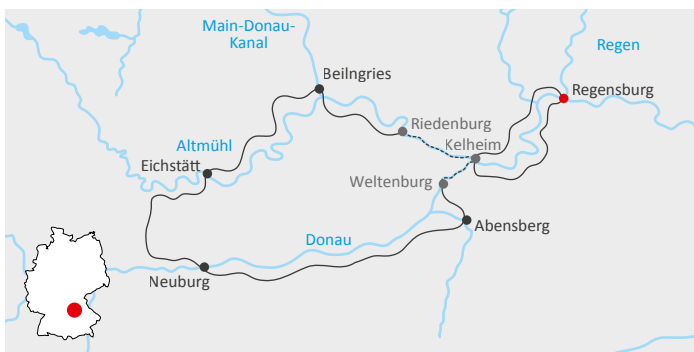 Main-Donau-
Kanal
Regen
Beilngries
Regensburg
Riedenburg
Altmühl
Kelheim
Eichstätt
Weltenburg
Abensberg
Donau
Neuburg